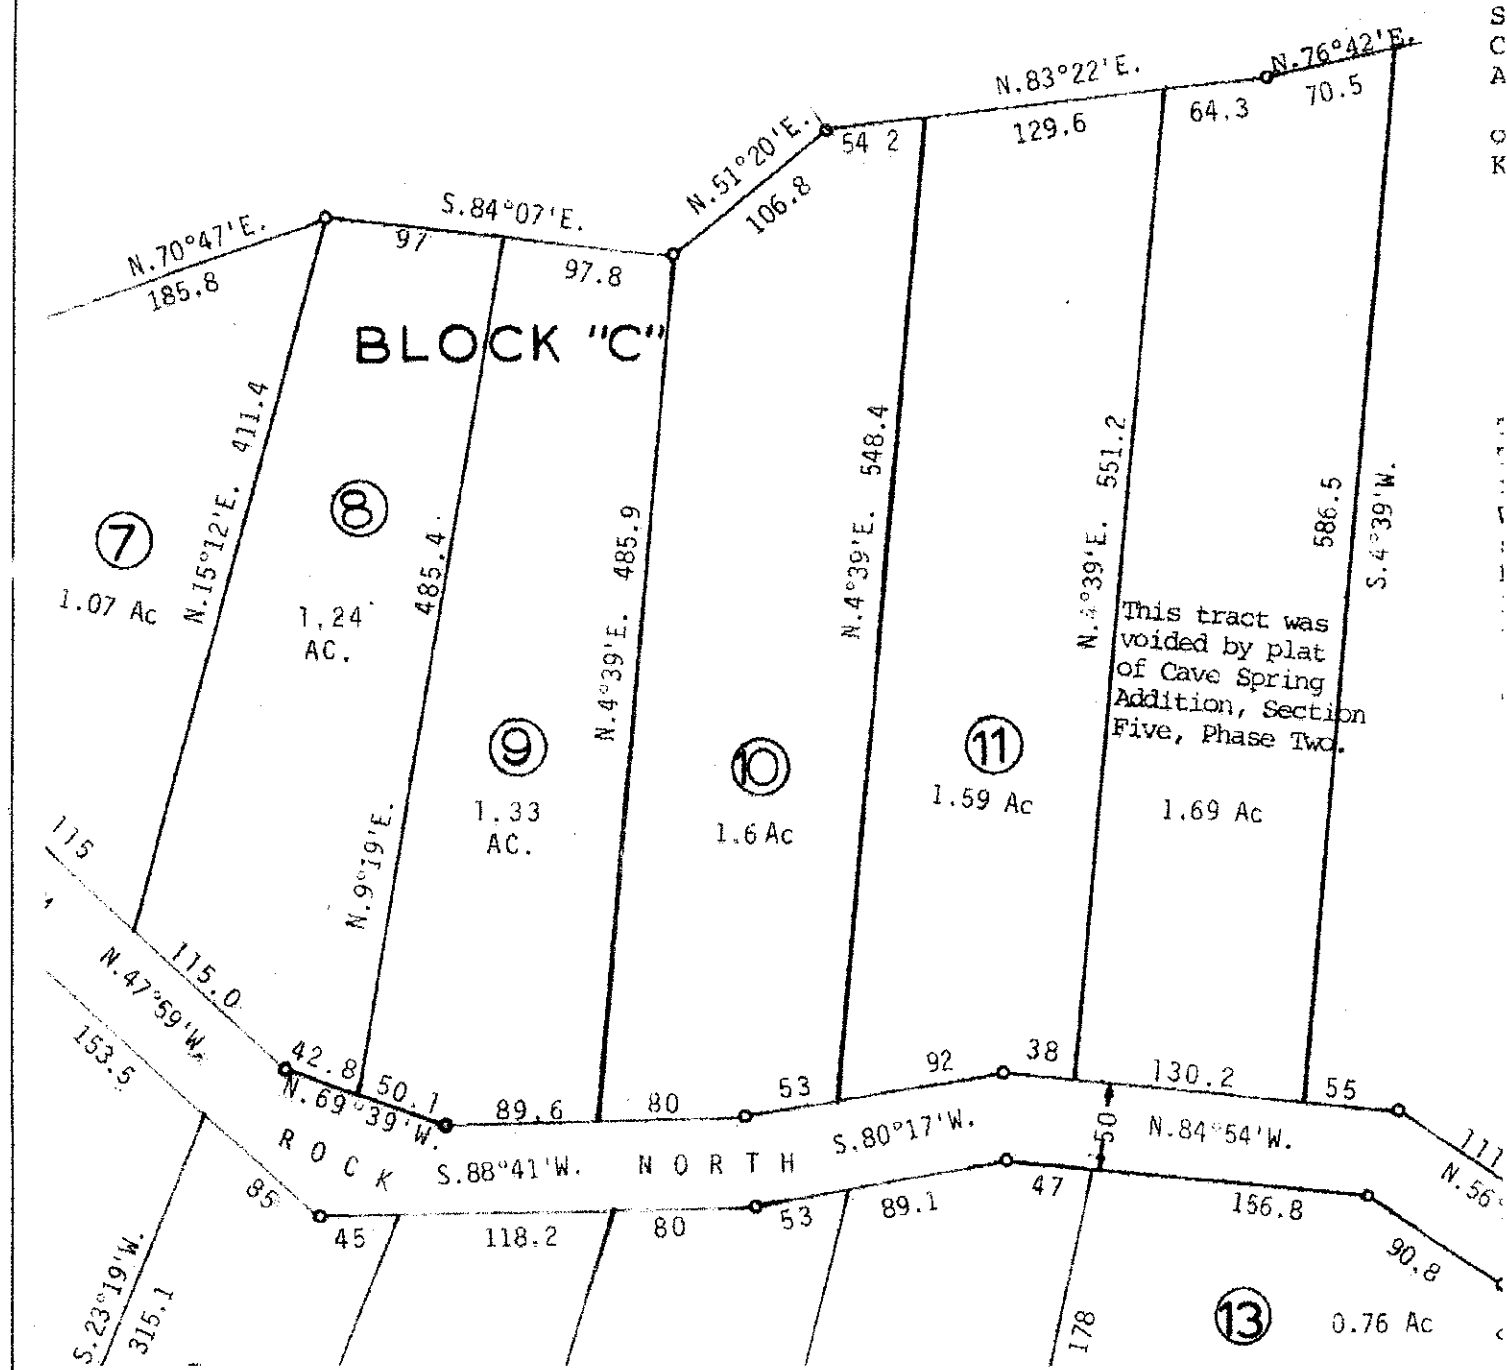 N.76°42'E.
70.5
N.83°22'E.
64.3
129.6
54 2
N.51°20'E.
106.8
S.84°07'E.
97
97.8
N.70°47'E.
185.8
S
C
A
K
BLOCK "C"
N.15°12'E. 411.4
485.4
N.9°19'E.
N.4°39'E. 485.9
N.4°39'E. 548.4
N.4°39'E. 551.2
586.5
S.4°39'W.
7
1.07 Ac
8
1.24
AC.
9
1.33
AC.
10
1.6 Ac
11
1.59 Ac
This tract was
voided by plat
of Cave Spring
Addition, Section
Five, Phase Two.
1.69 Ac
115
115.0
N.47°59'W.
153.5
42.8
50.1
N.69°39'W.
89.6
80
53
92
38
130.2
55
111
N.56°
ROCK NORTH
S.88°41'W.
S.80°17'W.
50
N.84°54'W.
85
45
118.2
80
53
89.1
47
156.8
90.8
S.23°19'W.
315.1
178
13
0.76 Ac